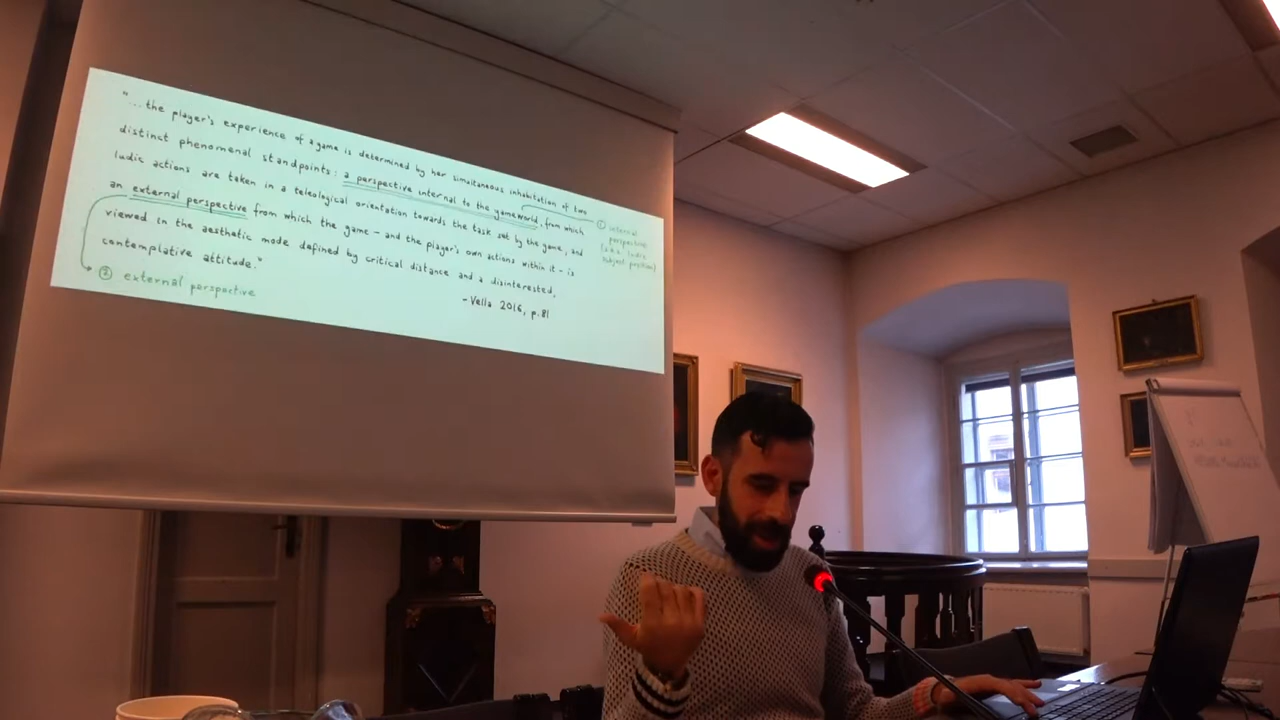 "...the player's experience of a game is determined by her simultaneous inhabitation of two
distinct phenomenal standpoints: a perspective internal to the gameworld, from which
ludic actions are taken in a teleological orientation towards the task set by the game, and
an external perspective from which the game – and the player's own actions within it – is
viewed in the aesthetic mode defined by critical distance and a disinterested,
contemplative attitude."
– Vella 2016, p.81
① internal
perspective
subject position)
② external perspective